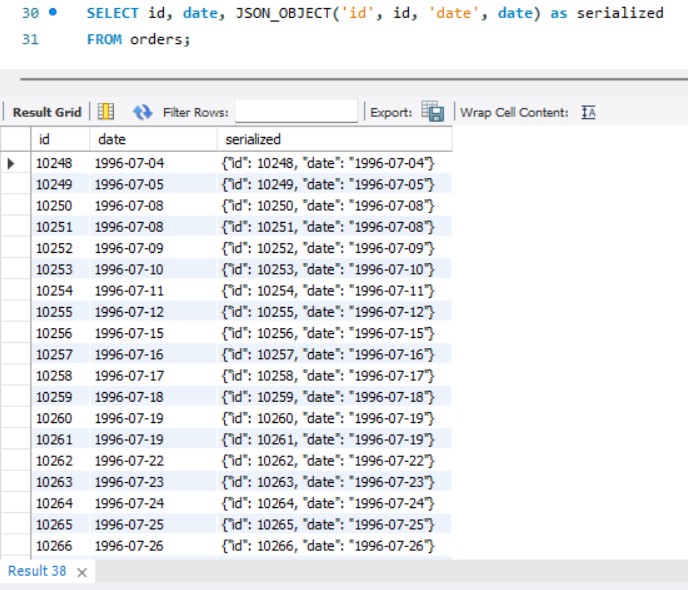 30 SELECT id, date, JSON_OBJECT('id', id, 'date', date) as serialized
31 FROM orders;
Result Grid Filter Rows: Export: Wrap Cell Content:
id date serialized
10248 1996-07-04 {"id": 10248, "date": "1996-07-04"}
10249 1996-07-05 {"id": 10249, "date": "1996-07-05"}
10250 1996-07-08 {"id": 10250, "date": "1996-07-08"}
10251 1996-07-08 {"id": 10251, "date": "1996-07-08"}
10252 1996-07-09 {"id": 10252, "date": "1996-07-09"}
10253 1996-07-10 {"id": 10253, "date": "1996-07-10"}
10254 1996-07-11 {"id": 10254, "date": "1996-07-11"}
10255 1996-07-12 {"id": 10255, "date": "1996-07-12"}
10256 1996-07-15 {"id": 10256, "date": "1996-07-15"}
10257 1996-07-16 {"id": 10257, "date": "1996-07-16"}
10258 1996-07-17 {"id": 10258, "date": "1996-07-17"}
10259 1996-07-18 {"id": 10259, "date": "1996-07-18"}
10260 1996-07-19 {"id": 10260, "date": "1996-07-19"}
10261 1996-07-19 {"id": 10261, "date": "1996-07-19"}
10262 1996-07-22 {"id": 10262, "date": "1996-07-22"}
10263 1996-07-23 {"id": 10263, "date": "1996-07-23"}
10264 1996-07-24 {"id": 10264, "date": "1996-07-24"}
10265 1996-07-25 {"id": 10265, "date": "1996-07-25"}
10266 1996-07-26 {"id": 10266, "date": "1996-07-26"}
Result 38